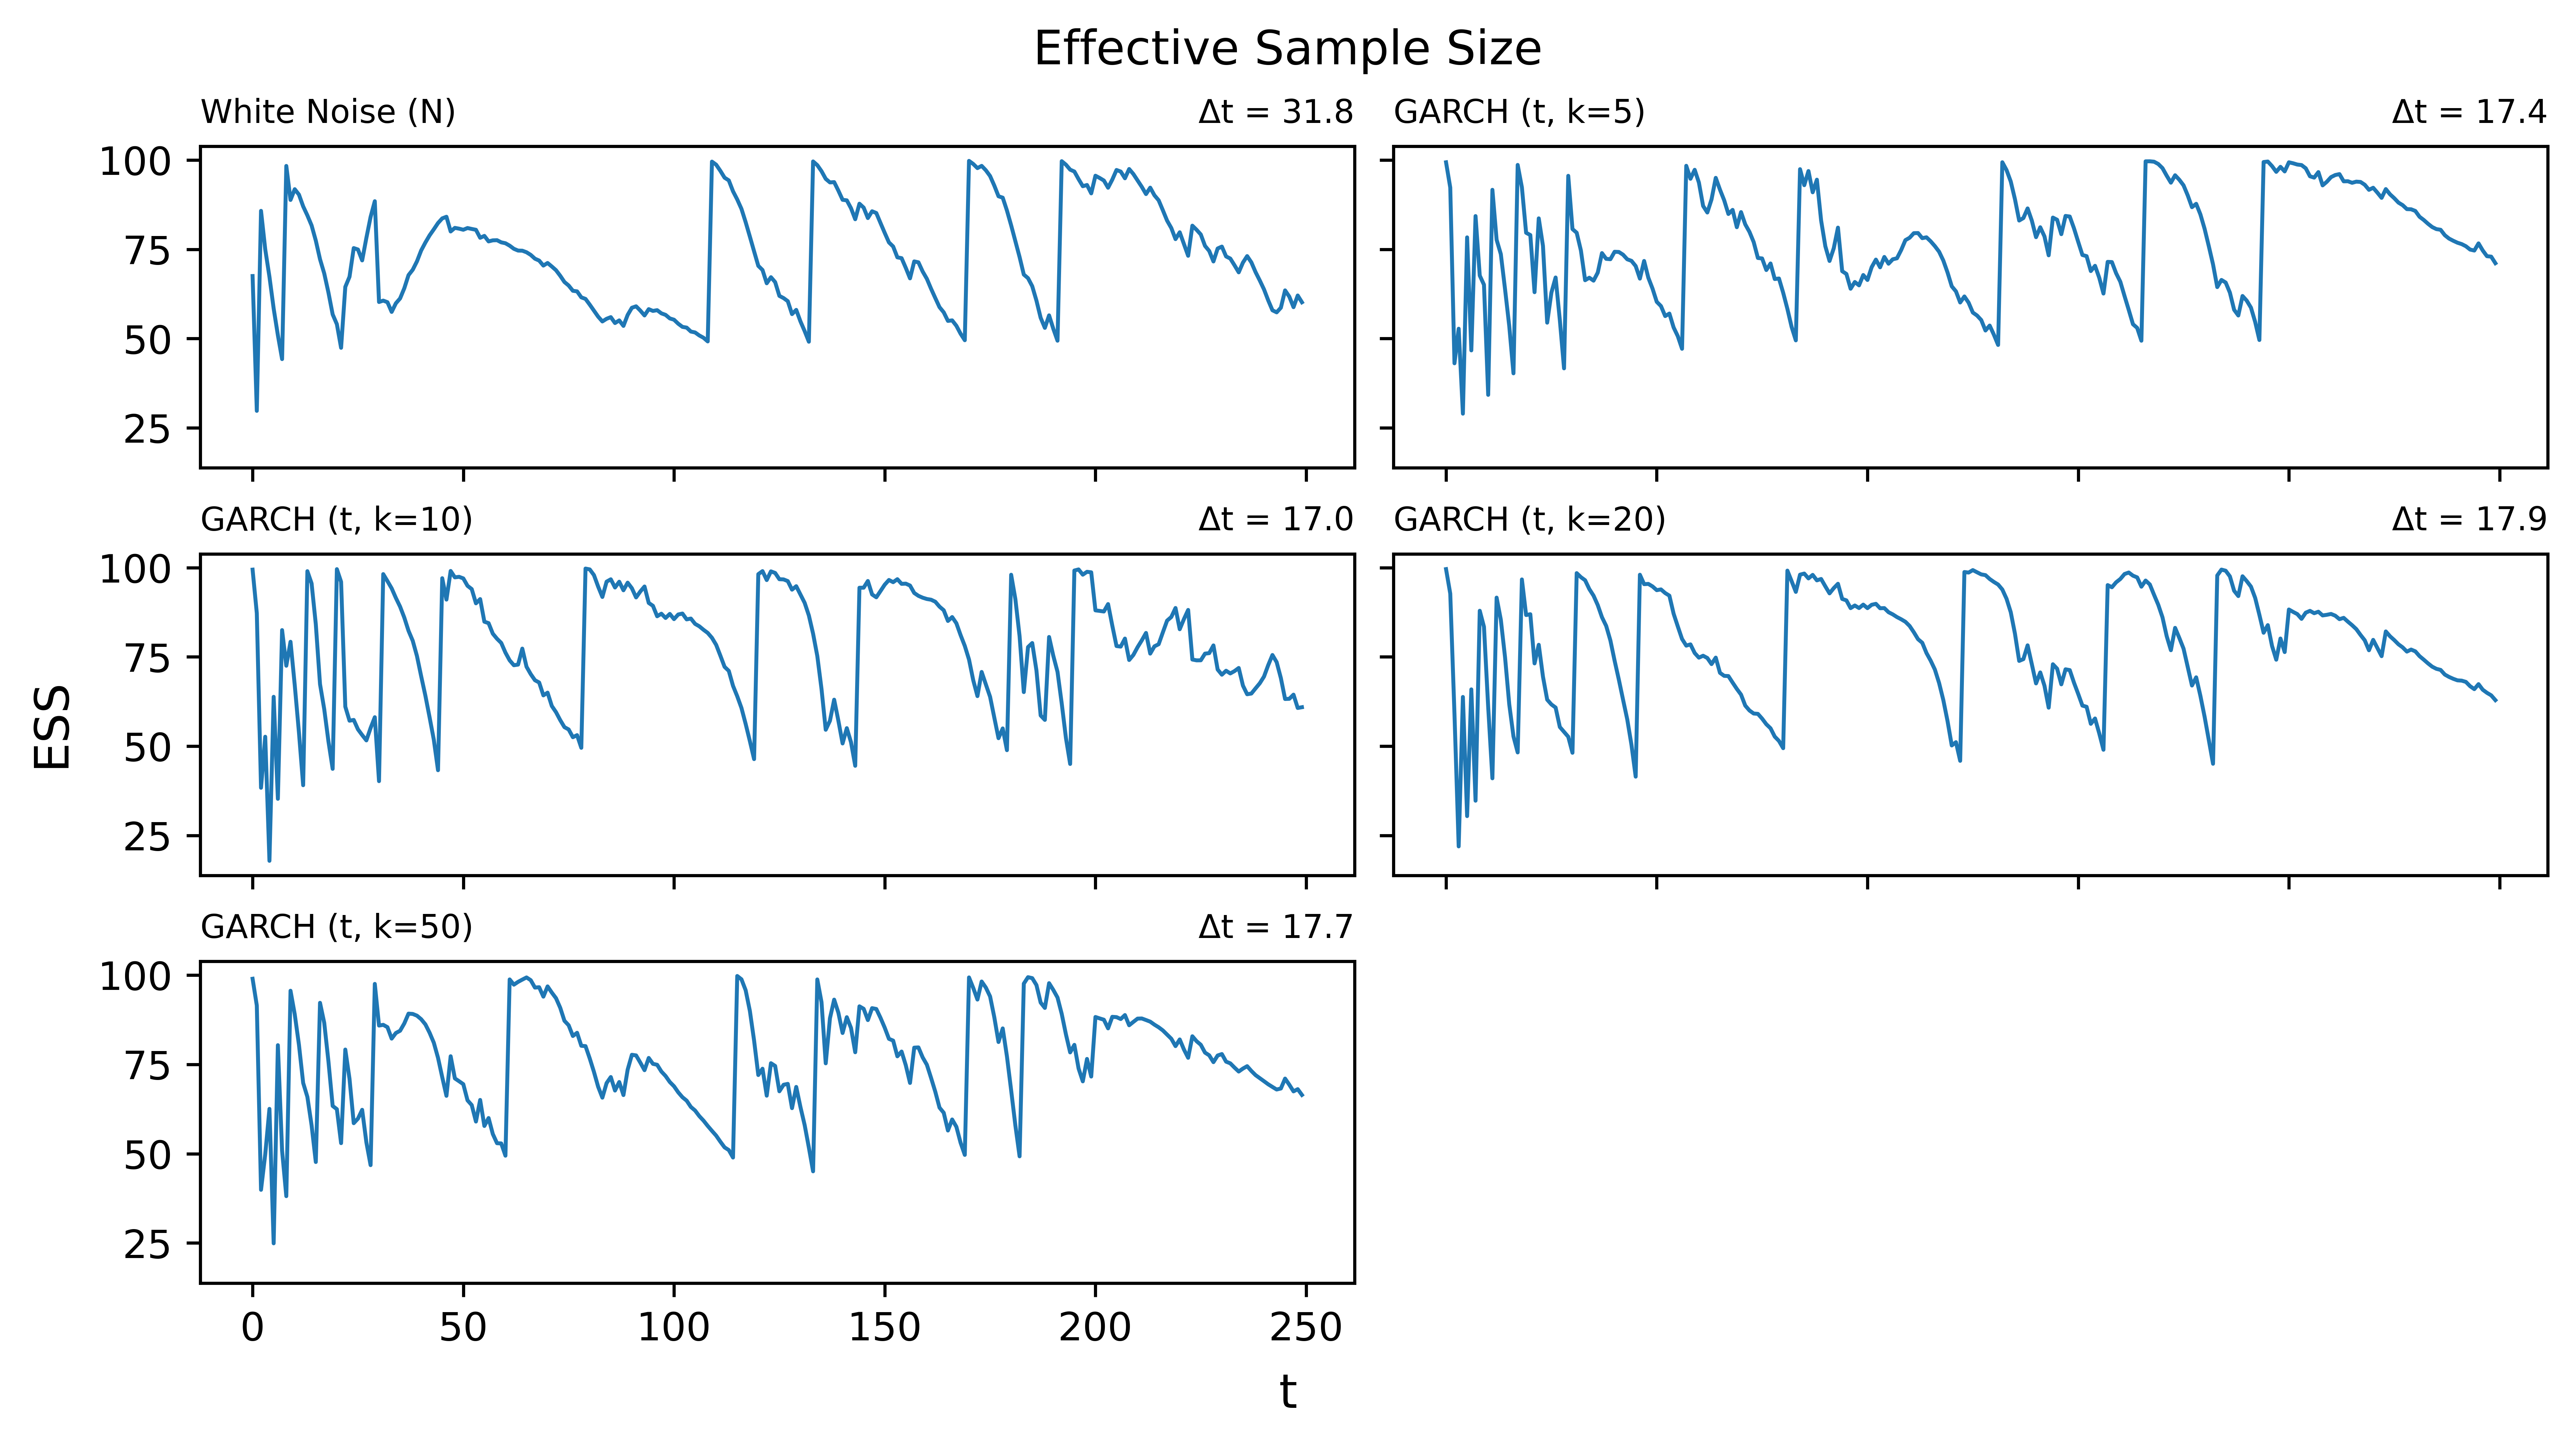 Effective Sample Size
White Noise (N)
Δt = 31.8
GARCH (t, k=5)
Δt = 17.4
100
75
50
25
GARCH (t, k=10)
Δt = 17.0
GARCH (t, k=20)
Δt = 17.9
100
75
50
25
ESS
GARCH (t, k=50)
Δt = 17.7
100
75
50
25
0 50 100 150 200 250
t